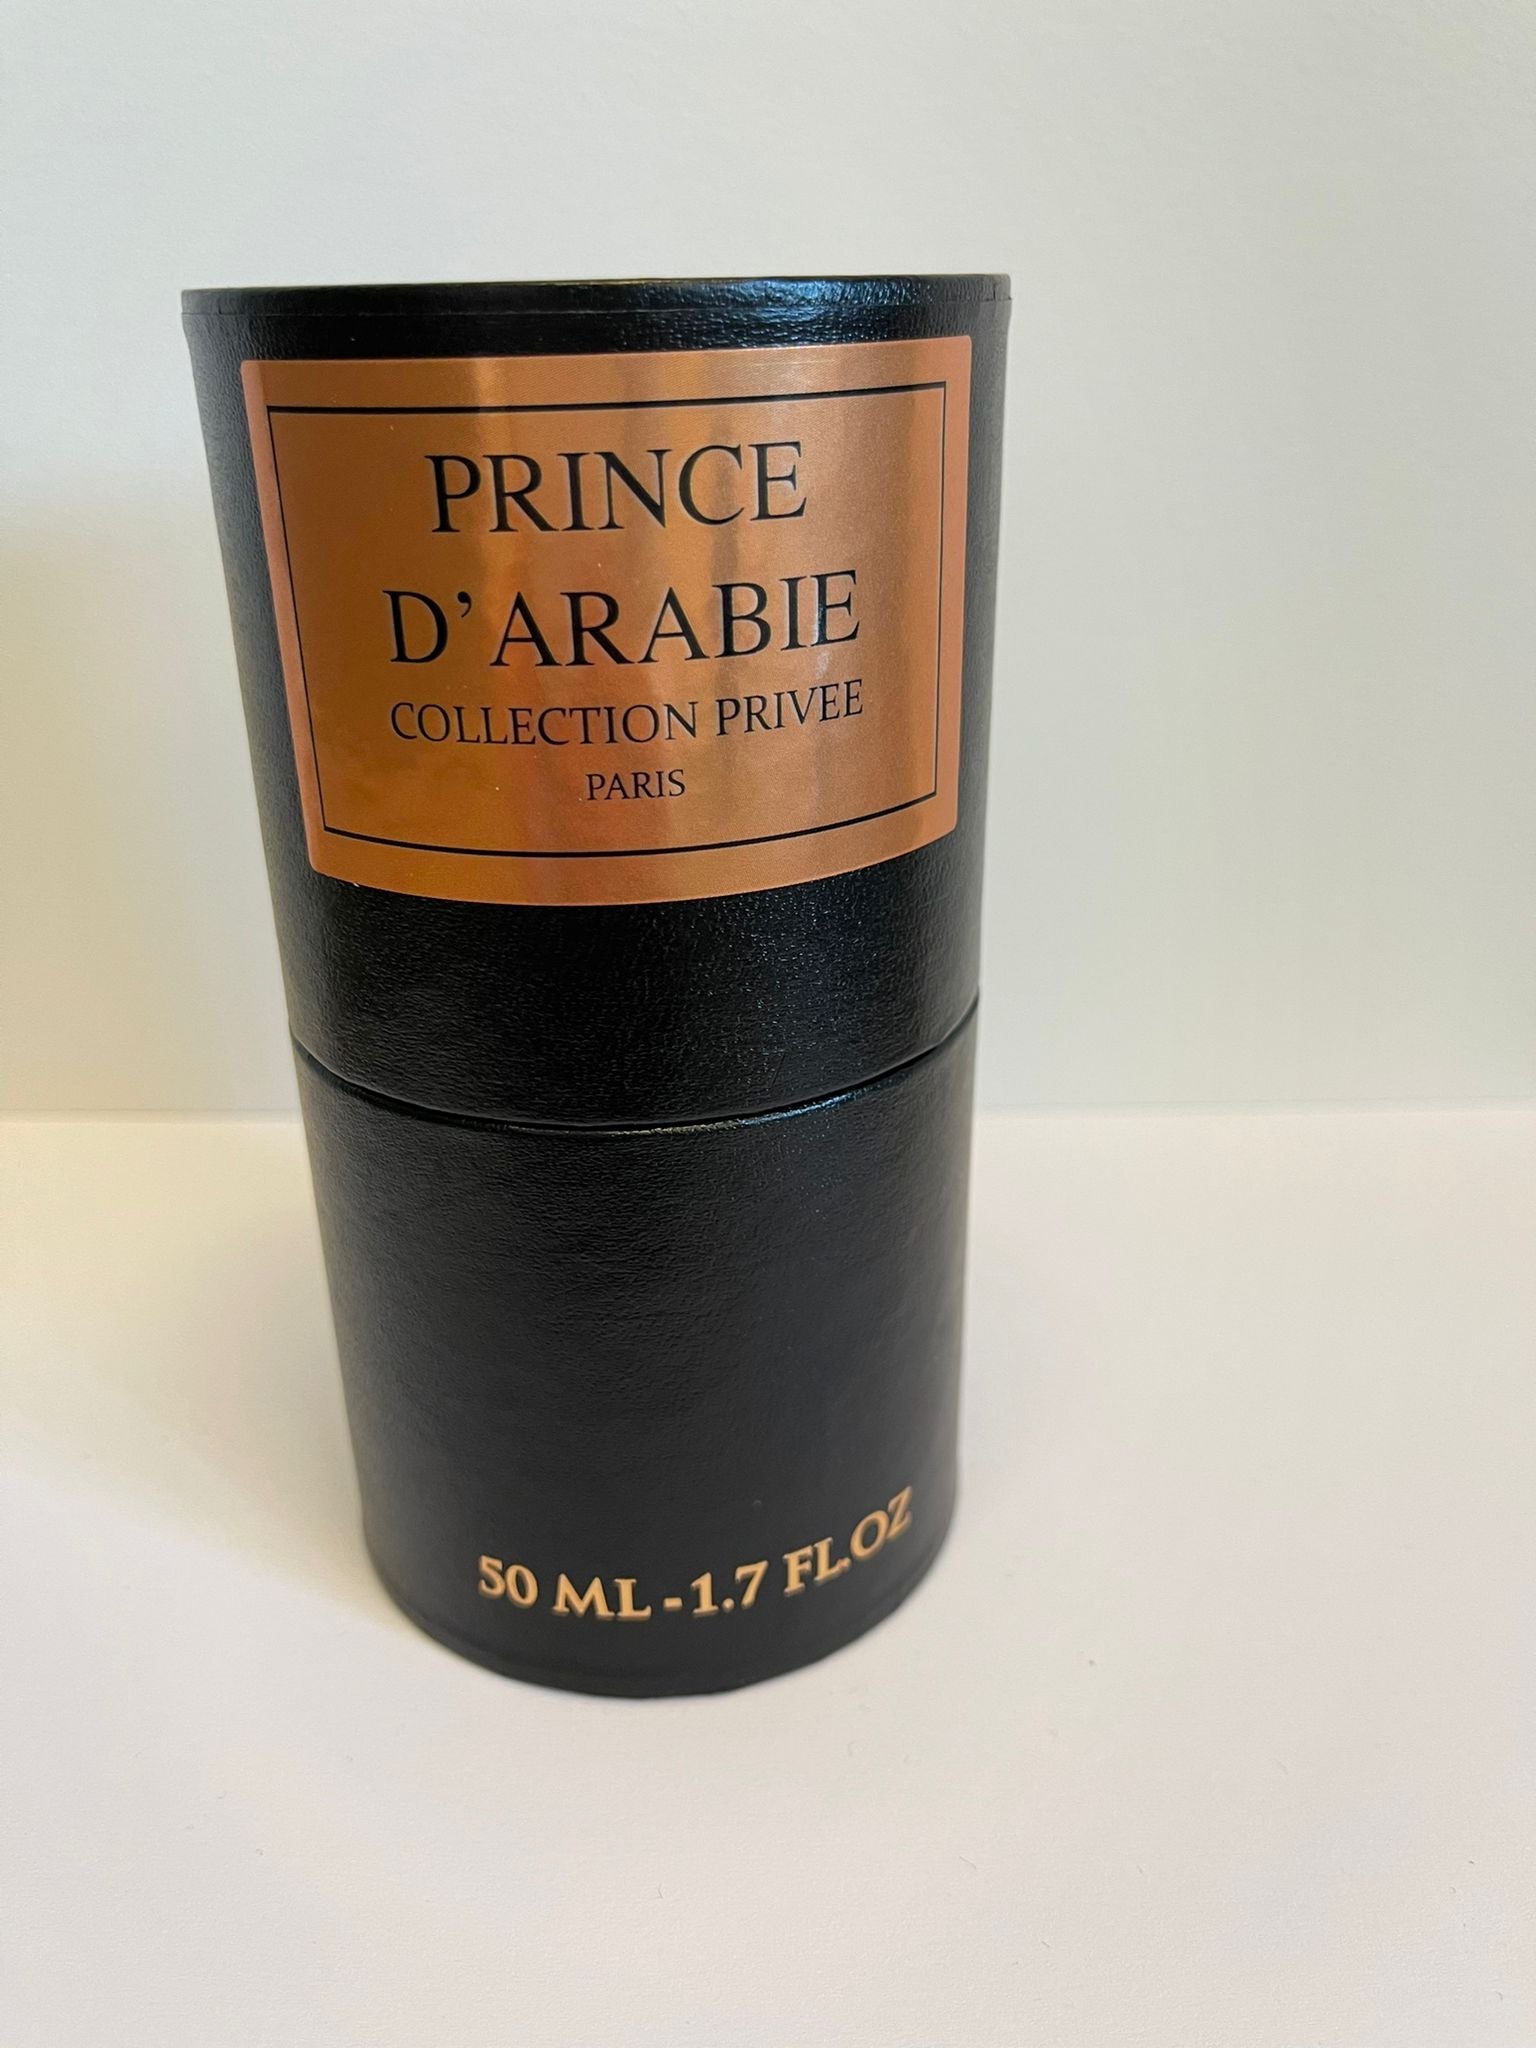 PRINCE
D'ARABIE
COLLECTION PRIVEE
PARIS
50 ML - 1.7 FL.OZ